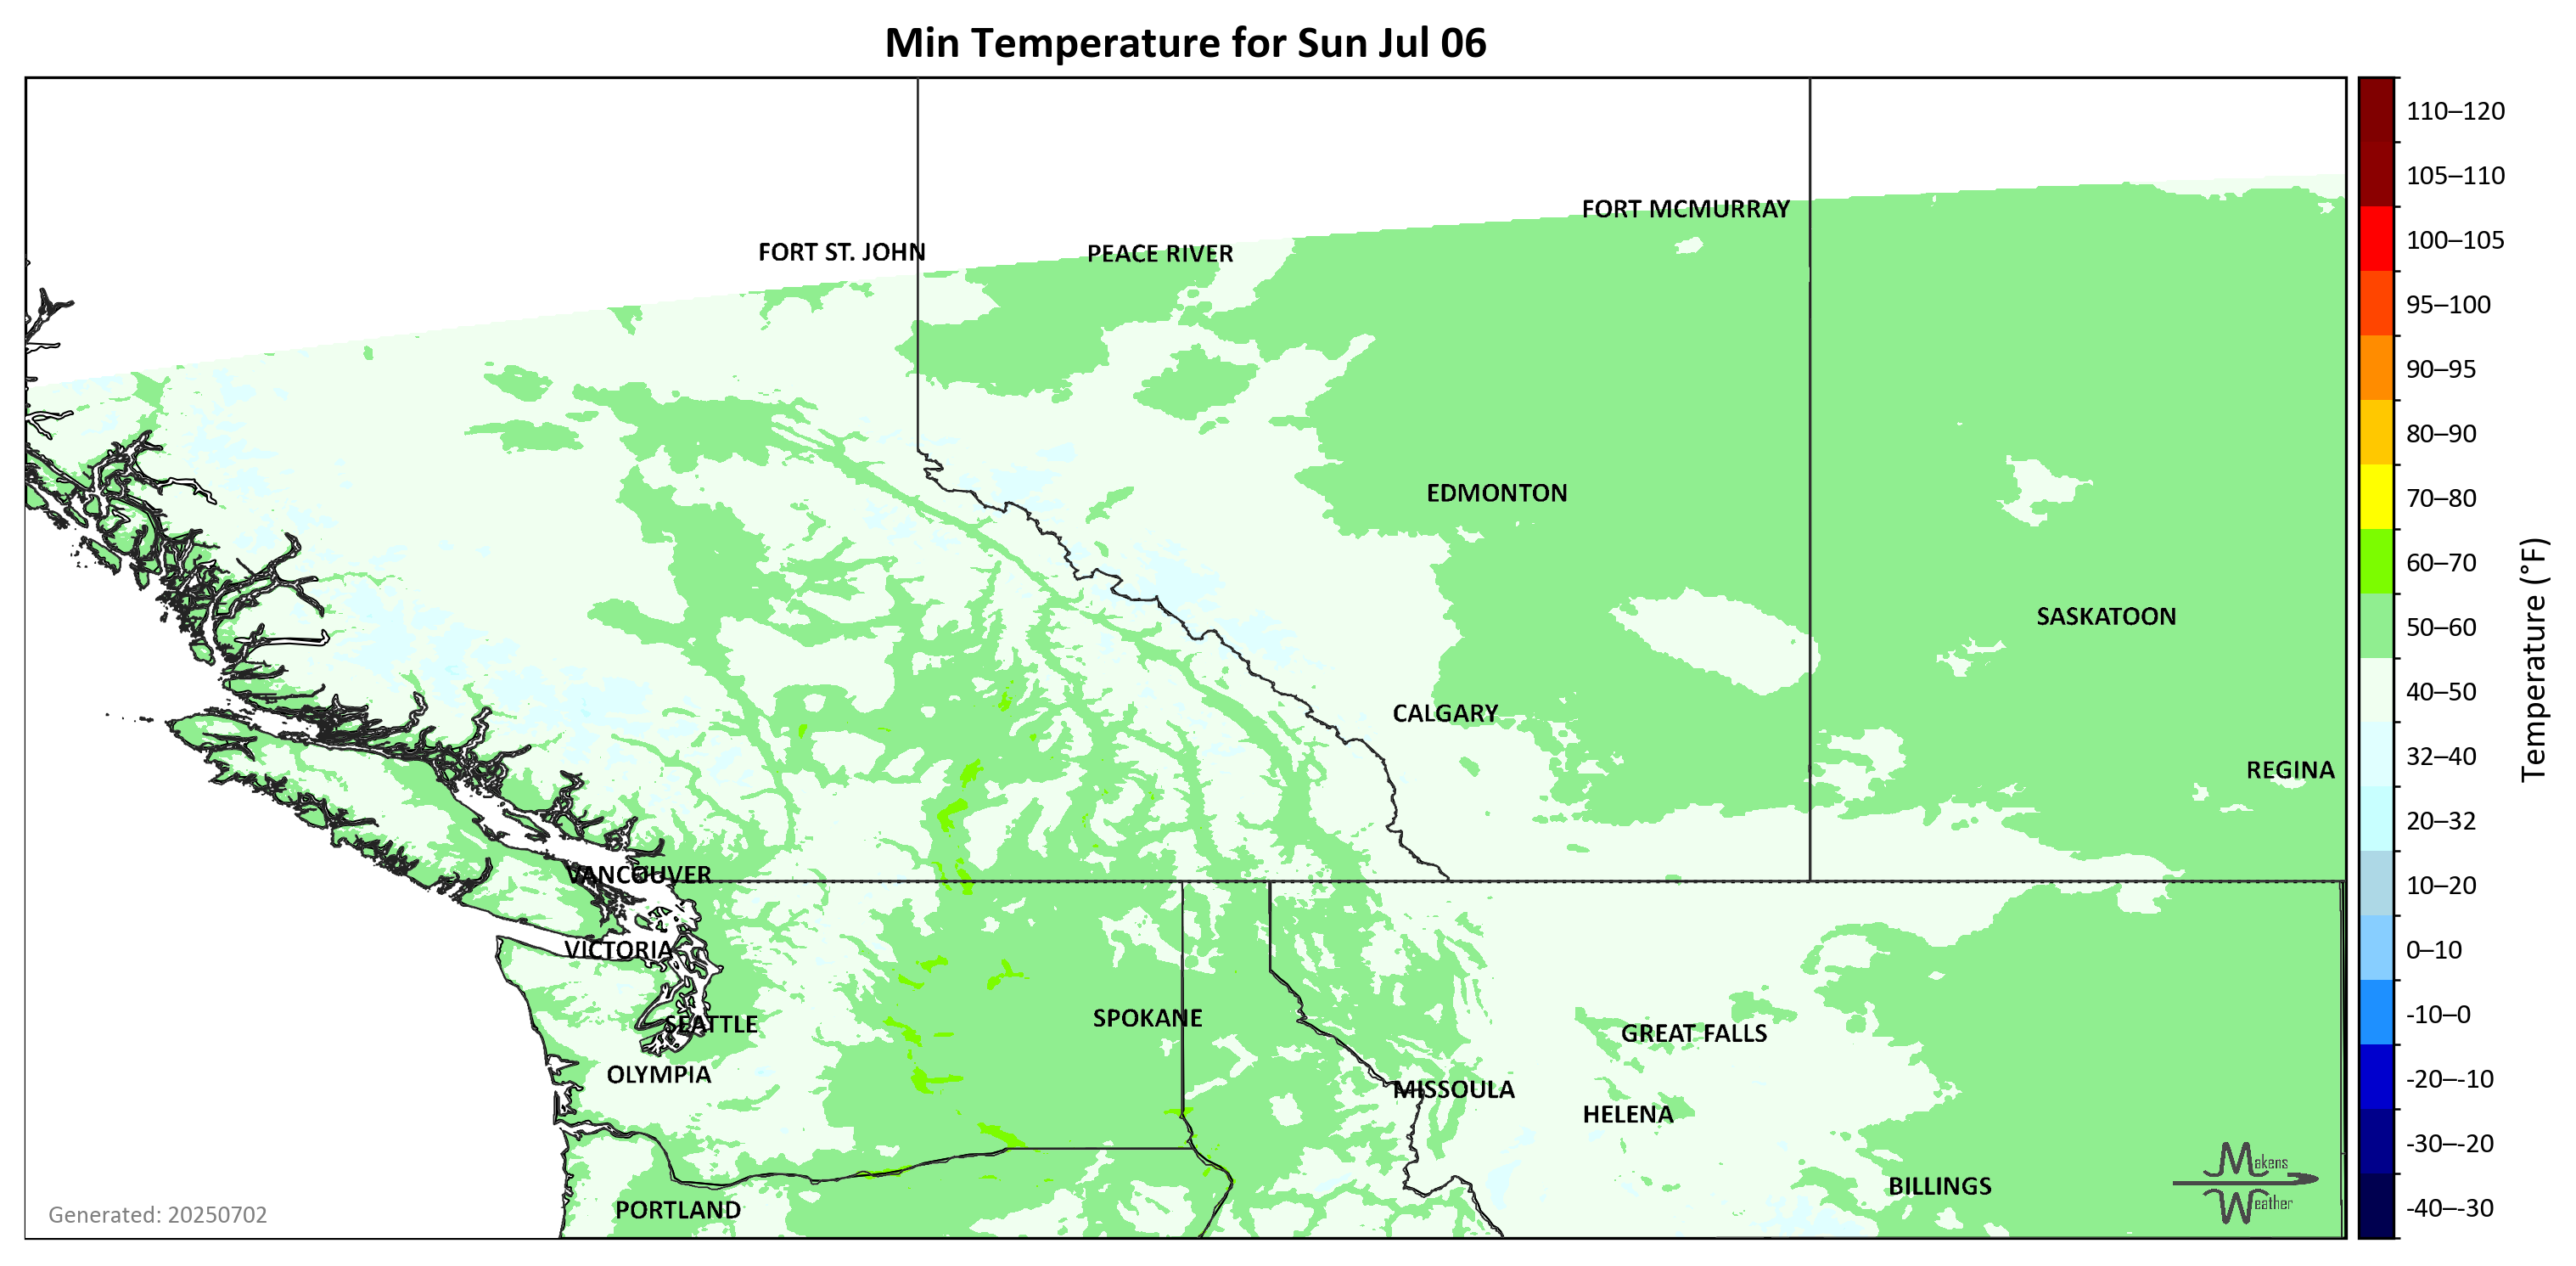 Min Temperature for Sun Jul 06
110–120
105–110
100–105
95–100
90–95
80–90
70–80
60–70
50–60
40–50
32–40
20–32
10–20
0–10
-10–0
-20–-10
-30–-20
-40–-30
Temperature (°F)
FORT MCMURRAY
FORT ST. JOHN
PEACE RIVER
EDMONTON
SASKATOON
CALGARY
REGINA
VANCOUVER
VICTORIA
SEATTLE
SPOKANE
GREAT FALLS
OLYMPIA
MISSOULA
HELENA
BILLINGS
PORTLAND
Makens
Weather
Generated: 20250702